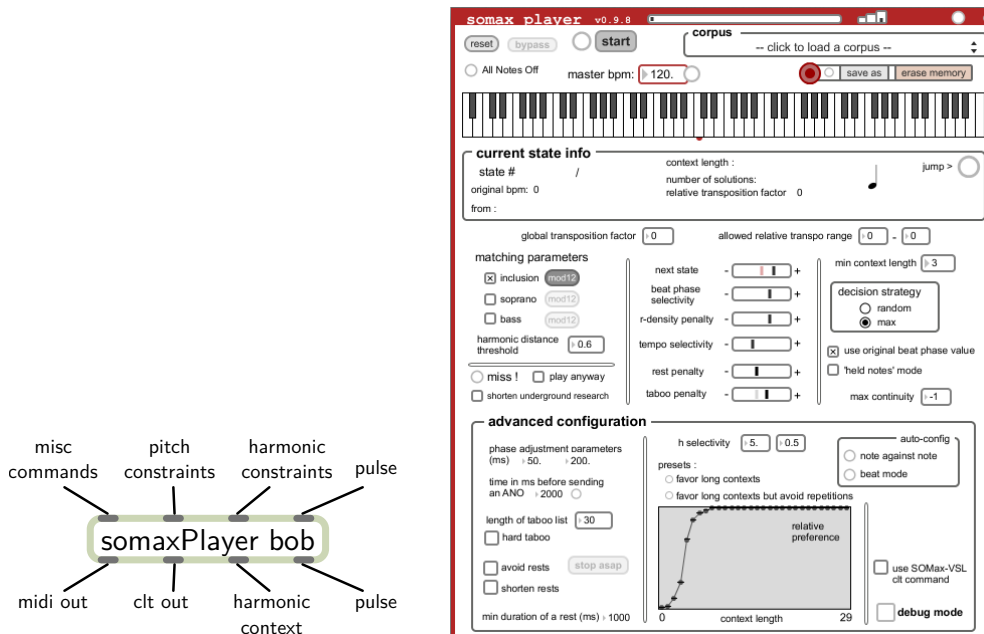 misc
commands
pitch
constraints
harmonic
constraints
pulse
somaxPlayer bob
midi out
clt out
harmonic
context
pulse
somax player v0.9.8
reset
bypass
start
corpus
-- click to load a corpus --
All Notes Off
master bpm:
120.
save as
erase memory
current state info
state # /
original bpm: 0
from :
context length :
number of solutions:
relative transposition factor 0
jump >
global transposition factor 0
allowed relative transpo range 0 - 0
matching parameters
inclusion mod12
soprano mod12
bass mod12
harmonic distance
threshold 0.6
miss ! play anyway
shorten underground research
next state - +
beat phase
selectivity - +
r-density penalty - +
tempo selectivity - +
rest penalty - +
taboo penalty - +
min context length 3
decision strategy
random
max
use original beat phase value
'held notes' mode
max continuity -1
advanced configuration
phase adjustment parameters
(ms) 50. 200.
time in ms before sending
an ANO 2000
length of taboo list 30
hard taboo
avoid rests
stop asap
shorten rests
min duration of a rest (ms) 1000
h selectivity 5. 0.5
presets :
favor long contexts
favor long contexts but avoid repetitions
relative
preference
0 context length 29
auto-config
note against note
beat mode
use SOMax-VSL
clt command
debug mode